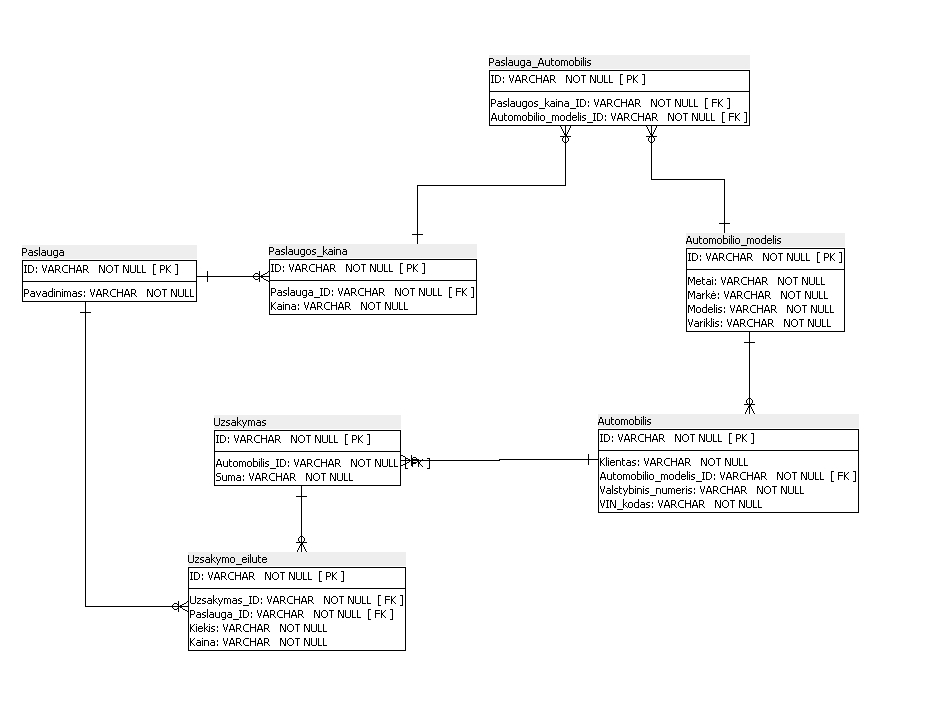 Paslauga_Automobilis
ID: VARCHAR NOT NULL [ PK ]
Paslaugos_kaina_ID: VARCHAR NOT NULL [ FK ]
Automobilio_modelis_ID: VARCHAR NOT NULL [ FK ]
Paslauga
ID: VARCHAR NOT NULL [ PK ]
Pavadinimas: VARCHAR NOT NULL
Paslaugos_kaina
ID: VARCHAR NOT NULL [ PK ]
Paslauga_ID: VARCHAR NOT NULL [ FK ]
Kaina: VARCHAR NOT NULL
Automobilio_modelis
ID: VARCHAR NOT NULL [ PK ]
Metai: VARCHAR NOT NULL
Markė: VARCHAR NOT NULL
Modelis: VARCHAR NOT NULL
Variklis: VARCHAR NOT NULL
Uzsakymas
ID: VARCHAR NOT NULL [ PK ]
Automobilis_ID: VARCHAR NOT NULL [ FK ]
Suma: VARCHAR NOT NULL
Automobilis
ID: VARCHAR NOT NULL [ PK ]
Klientas: VARCHAR NOT NULL
Automobilio_modelis_ID: VARCHAR NOT NULL [ FK ]
Valstybinis_numeris: VARCHAR NOT NULL
VIN_kodas: VARCHAR NOT NULL
Uzsakymo_eilute
ID: VARCHAR NOT NULL [ PK ]
Uzsakymas_ID: VARCHAR NOT NULL [ FK ]
Paslauga_ID: VARCHAR NOT NULL [ FK ]
Kiekis: VARCHAR NOT NULL
Kaina: VARCHAR NOT NULL